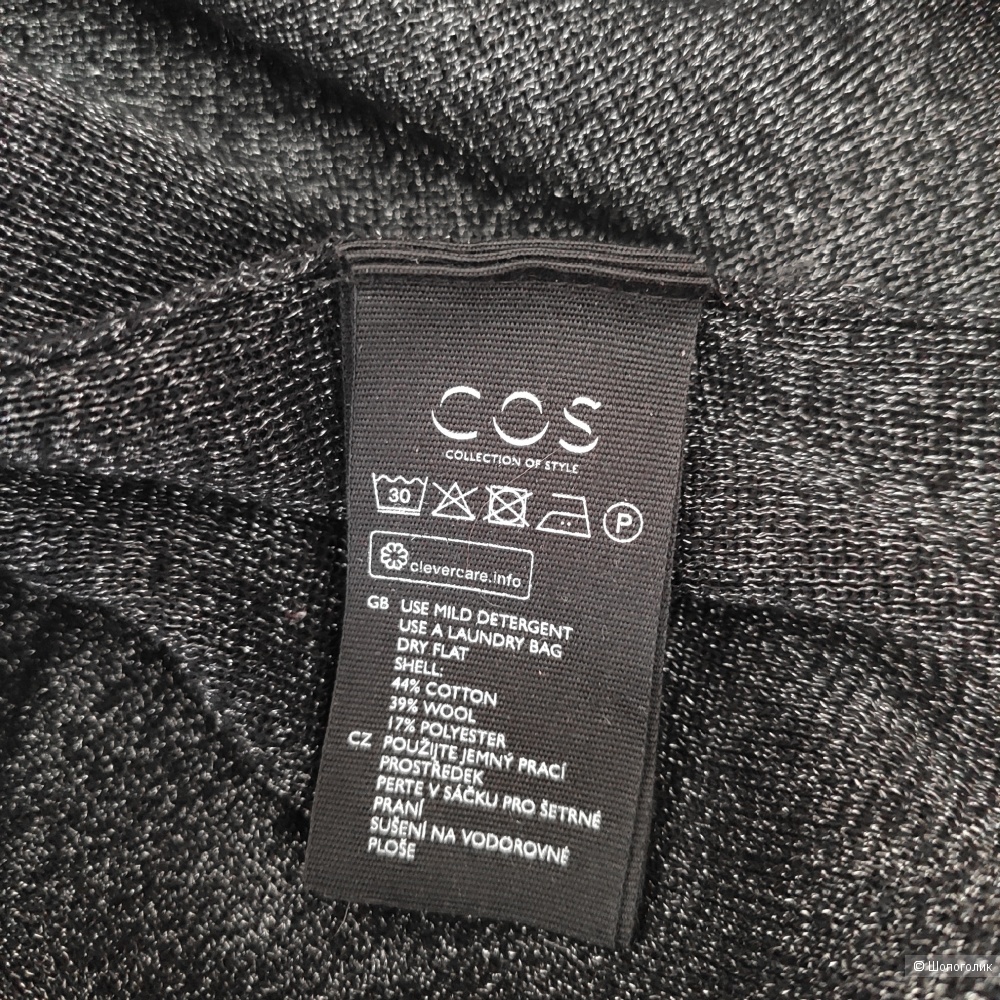 COS
COLLECTION OF STYLE
30
P
clevercare.info
GB USE MILD DETERGENT
USE A LAUNDRY BAG
DRY FLAT
SHELL:
44% COTTON
39% WOOL
17% POLYESTER
CZ POUŽIJTE JEMNÝ PRACÍ
PROSTŘEDEK
PERTE V SÁČKU PRO ŠETRNÉ
PRANÍ
SUŠENÍ NA VODOROVNÉ
PLOŠE
© Шопоголик